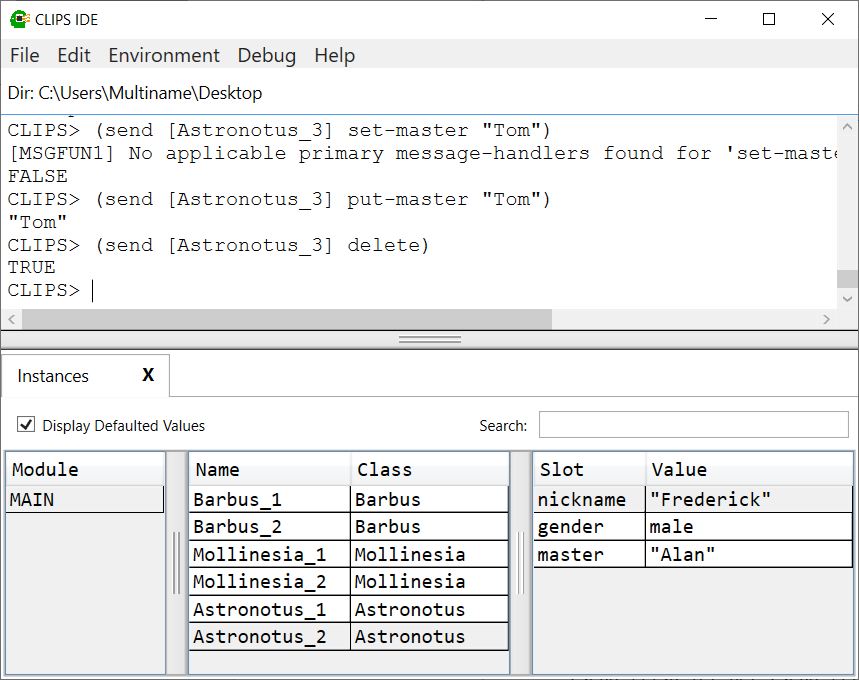 CLIPS IDE
File Edit Environment Debug Help
Dir: C:\Users\Multiname\Desktop
CLIPS> (send [Astronotus_3] set-master "Tom")
[MSGFUN1] No applicable primary message-handlers found for 'set-maste
FALSE
CLIPS> (send [Astronotus_3] put-master "Tom")
"Tom"
CLIPS> (send [Astronotus_3] delete)
TRUE
CLIPS>
Instances X
Display Defaulted Values Search:
Module Name Class Slot Value
MAIN Barbus_1 Barbus nickname "Frederick"
Barbus_2 Barbus gender male
Mollinesia_1 Mollinesia master "Alan"
Mollinesia_2 Mollinesia
Astronotus_1 Astronotus
Astronotus_2 Astronotus